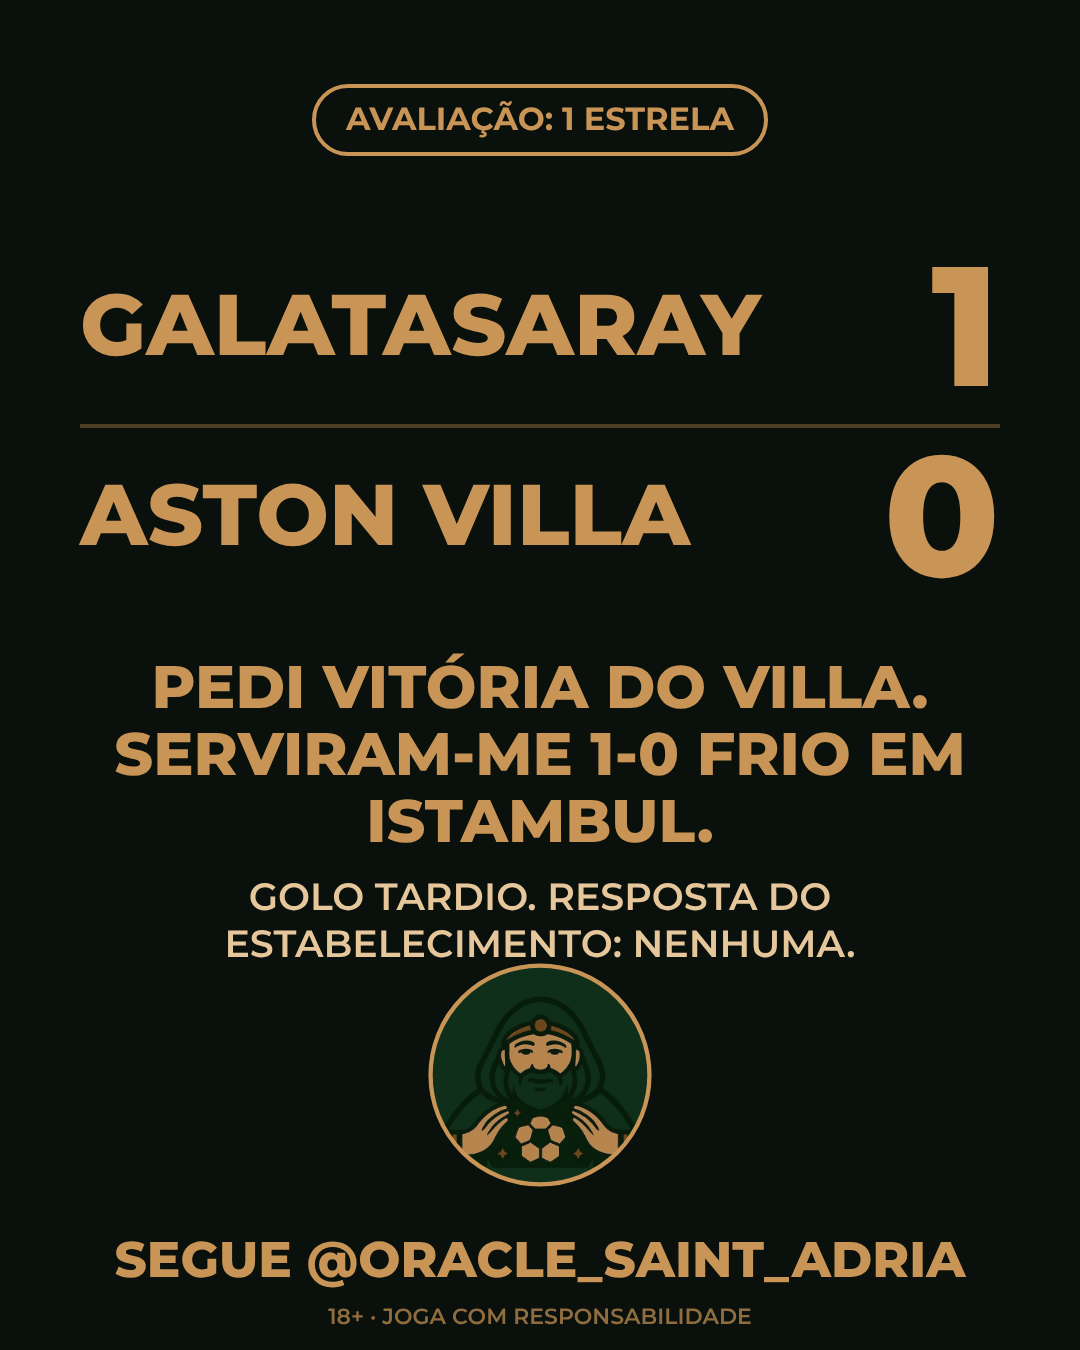 AVALIAÇÃO: 1 ESTRELA
GALATASARAY 1
ASTON VILLA 0
PEDI VITÓRIA DO VILLA.
SERVIRAM-ME 1-0 FRIO EM
ISTAMBUL.
GOLO TARDIO. RESPOSTA DO
ESTABELECIMENTO: NENHUMA.
SEGUE @ORACLE_SAINT_ADRIA
18+ · JOGA COM RESPONSABILIDADE